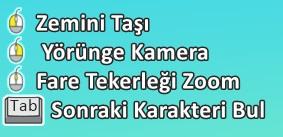 Zemini Taşı
Yörünge Kamera
Fare Tekerleği Zoom
Tab Sonraki Karakteri Bul